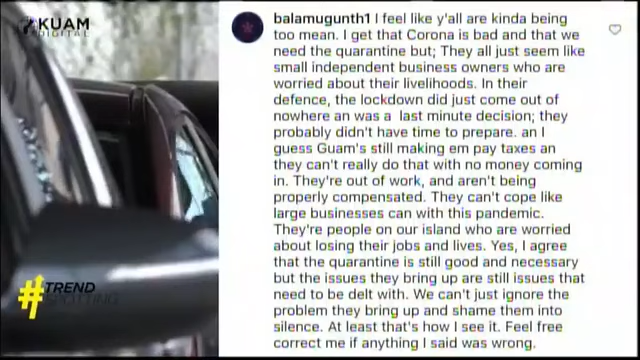 KUAM
DIGITAL
balamugunth1 I feel like y'all are kinda being
too mean. I get that Corona is bad and that we
need the quarantine but; They all just seem like
small independent business owners who are
worried about their livelihoods. In their
defence, the lockdown did just come out of
nowhere an was a last minute decision; they
probably didn't have time to prepare. an I
guess Guam's still making em pay taxes an
they can't really do that with no money coming
in. They're out of work, and aren't being
properly compensated. They can't cope like
large businesses can with this pandemic.
They're people on our island who are worried
about losing their jobs and lives. Yes, I agree
that the quarantine is still good and necessary
but the issues they bring up are still issues that
need to be delt with. We can't just ignore the
problem they bring up and shame them into
silence. At least that's how I see it. Feel free
correct me if anything I said was wrong.
#TREND
SPOTTING